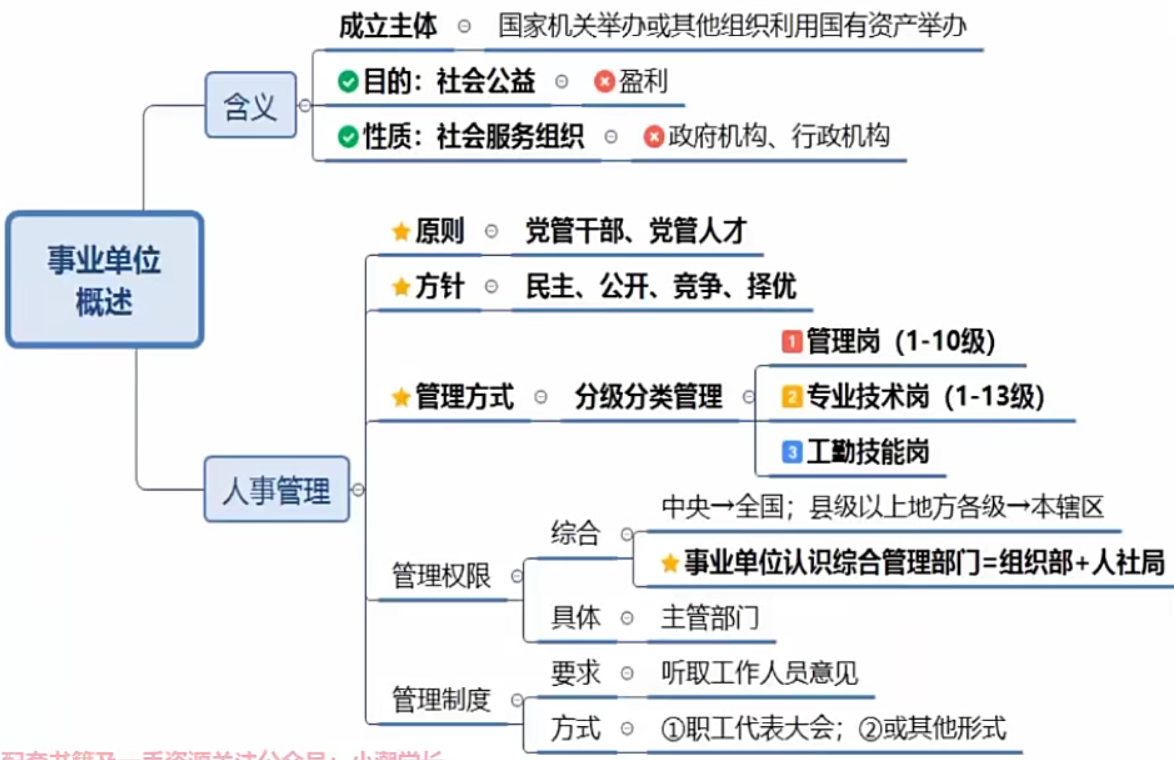 事业单位
概述
含义
成立主体
国家机关举办或其他组织利用国有资产举办
目的：社会公益
盈利
性质：社会服务组织
政府机构、行政机构
人事管理
原则
党管干部、党管人才
方针
民主、公开、竞争、择优
管理方式
分级分类管理
1 管理岗（1-10级）
2 专业技术岗（1-13级）
3 工勤技能岗
管理权限
综合
中央→全国；县级以上地方各级→本辖区
事业单位认识综合管理部门=组织部+人社局
具体
主管部门
管理制度
要求
听取工作人员意见
方式
①职工代表大会；②或其他形式